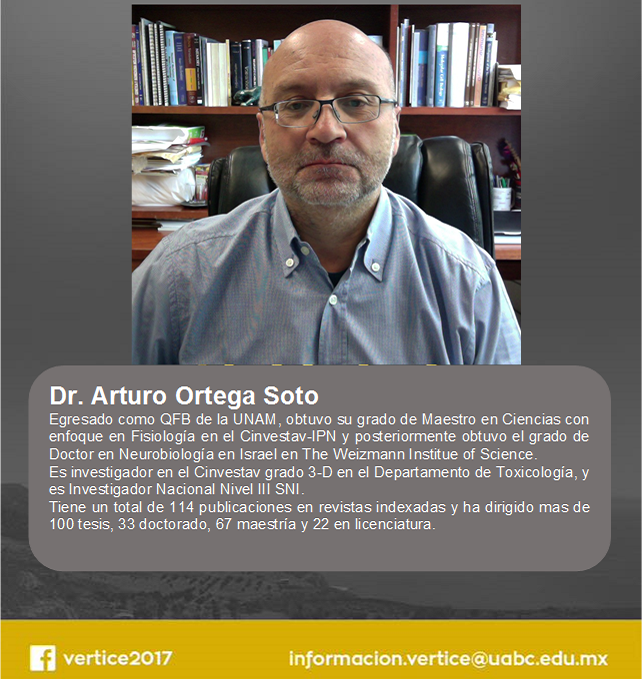 Dr. Arturo Ortega Soto
Egresado como QFB de la UNAM, obtuvo su grado de Maestro en Ciencias con
enfoque en Fisiología en el Cinvestav-IPN y posteriormente obtuvo el grado de
Doctor en Neurobiología en Israel en The Weizmann Institue of Science.
Es investigador en el Cinvestav grado 3-D en el Departamento de Toxicología, y
es Investigador Nacional Nivel III SNI.
Tiene un total de 114 publicaciones en revistas indexadas y ha dirigido mas de
100 tesis, 33 doctorado, 67 maestría y 22 en licenciatura.
f vertice2017
informacion.vertice@uabc.edu.mx